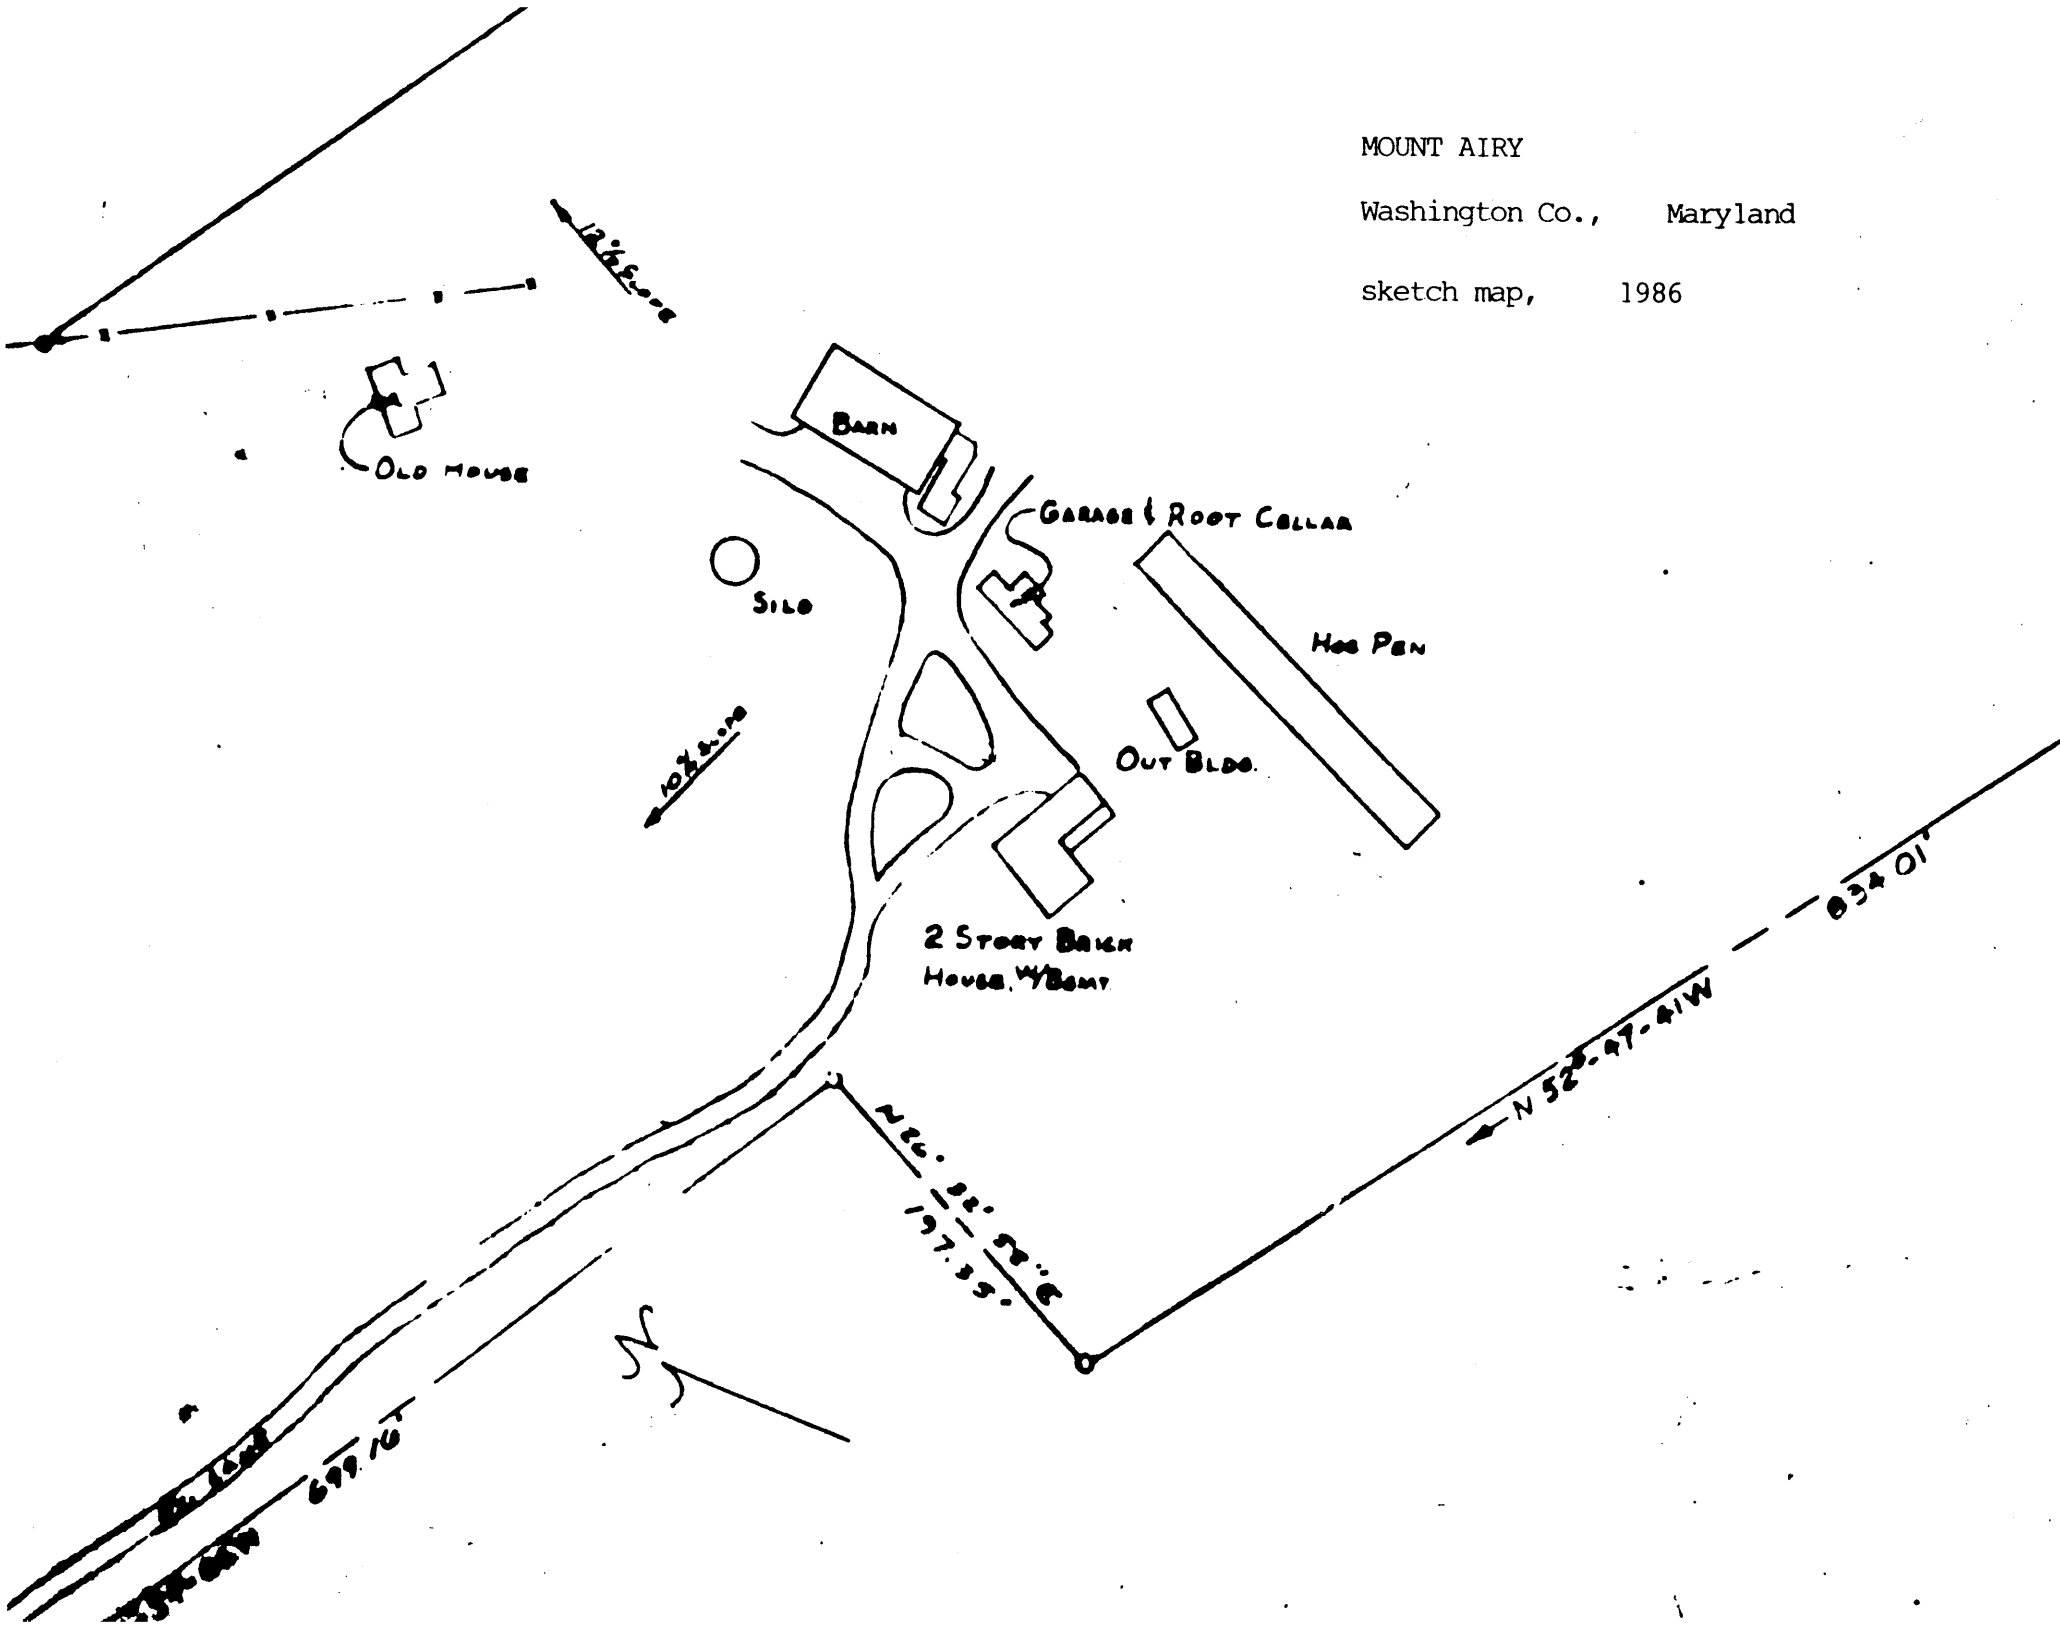 MOUNT AIRY
Washington Co., Maryland
sketch map, 1986
12% SLOPE
BARN
OLD HOUSE
GARAGE & ROOT CELLAR
SILO
HOG PEN
10% SLOPE
OUT BLDG.
2 STORY BRICK
HOUSE W/BSMT.
834.01'
N 52°-47-41W
197.35'
699.16'
N